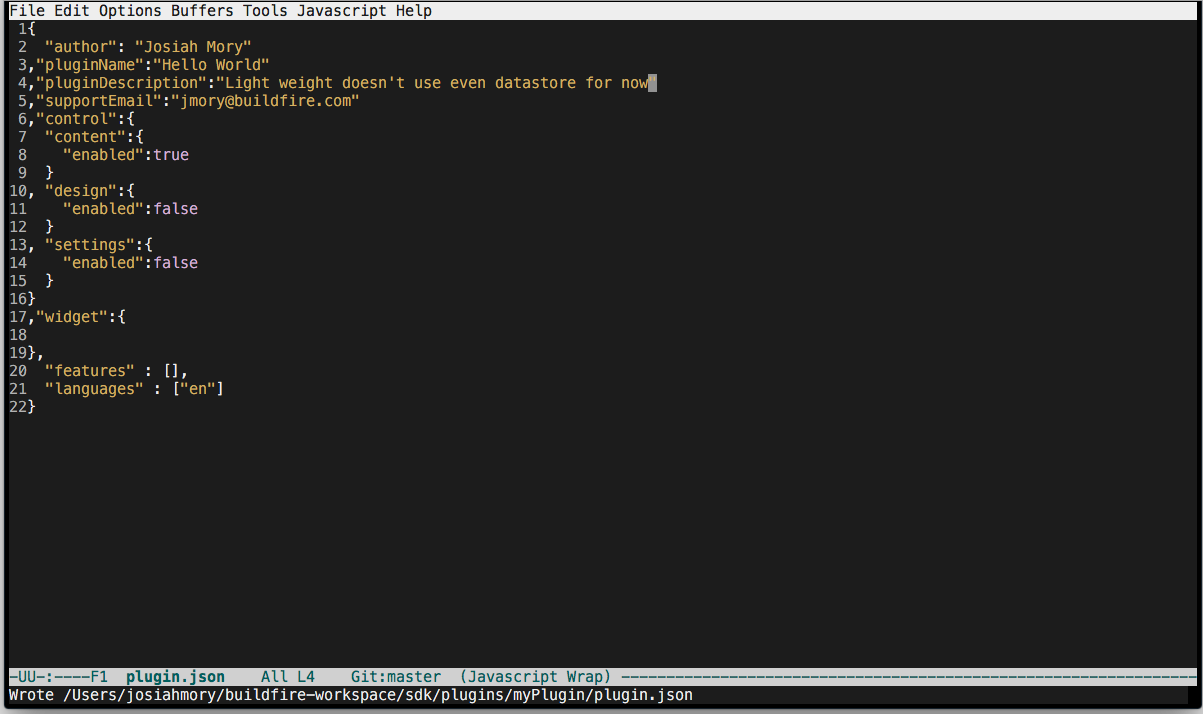 File Edit Options Buffers Tools Javascript Help
1{
2  "author": "Josiah Mory"
3,"pluginName":"Hello World"
4,"pluginDescription":"Light weight doesn't use even datastore for now"
5,"supportEmail":"jmory@buildfire.com"
6,"control":{
7  "content":{
8    "enabled":true
9  }
10, "design":{
11    "enabled":false
12  }
13, "settings":{
14    "enabled":false
15  }
16}
17,"widget":{
18
19},
20  "features" : [],
21  "languages" : ["en"]
22}
-UU-:----F1  plugin.json    All L4    Git:master  (Javascript Wrap) ----------------------------------------------------------------
Wrote /Users/josiahmory/buildfire-workspace/sdk/plugins/myPlugin/plugin.json